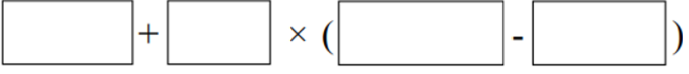 + × ( - )